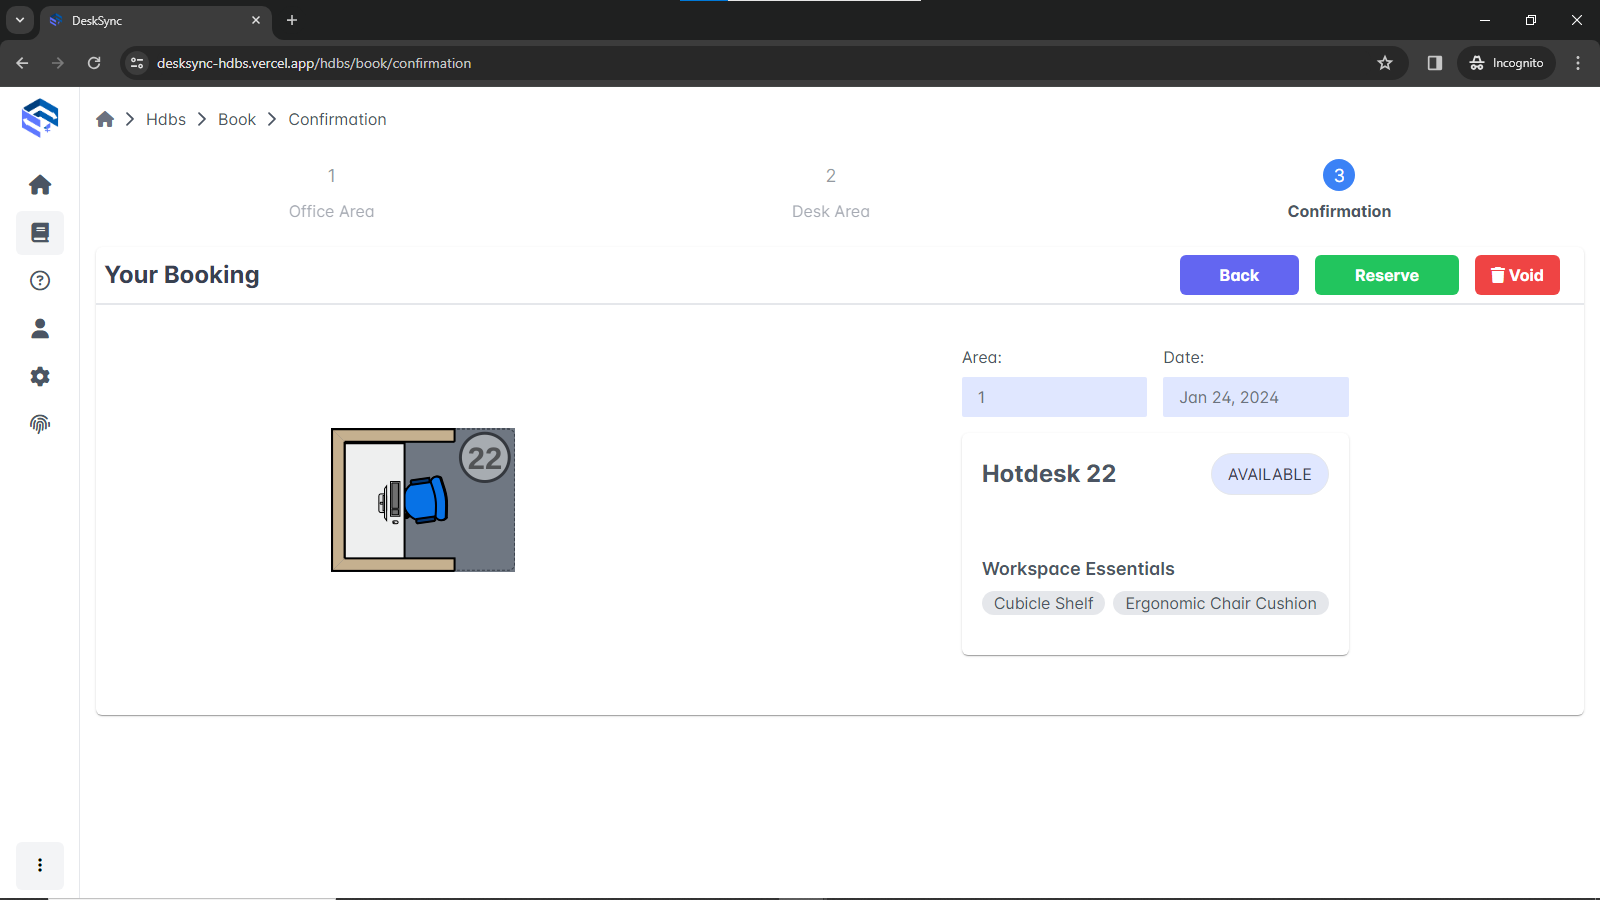 DeskSync
desksync-hdbs.vercel.app/hdbs/book/confirmation
Incognito
Hdbs Book Confirmation
1 2 3
Office Area Desk Area Confirmation
Your Booking Back Reserve Void
Area: Date:
1 Jan 24, 2024
22
Hotdesk 22 AVAILABLE
Workspace Essentials
Cubicle Shelf Ergonomic Chair Cushion